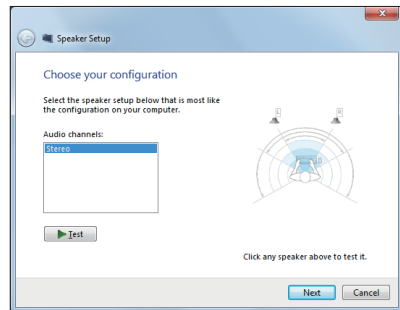 Speaker Setup
Choose your configuration
Select the speaker setup below that is most like
the configuration on your computer.
L
R
Audio channels:
Stereo
Test
Click any speaker above to test it.
Next
Cancel